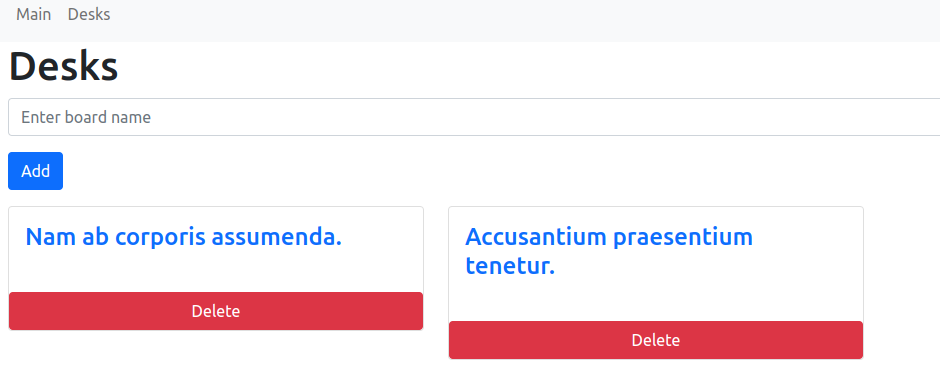 Main Desks
Desks
Enter board name
Add
Nam ab corporis assumenda.
Delete
Accusantium praesentium
tenetur.
Delete